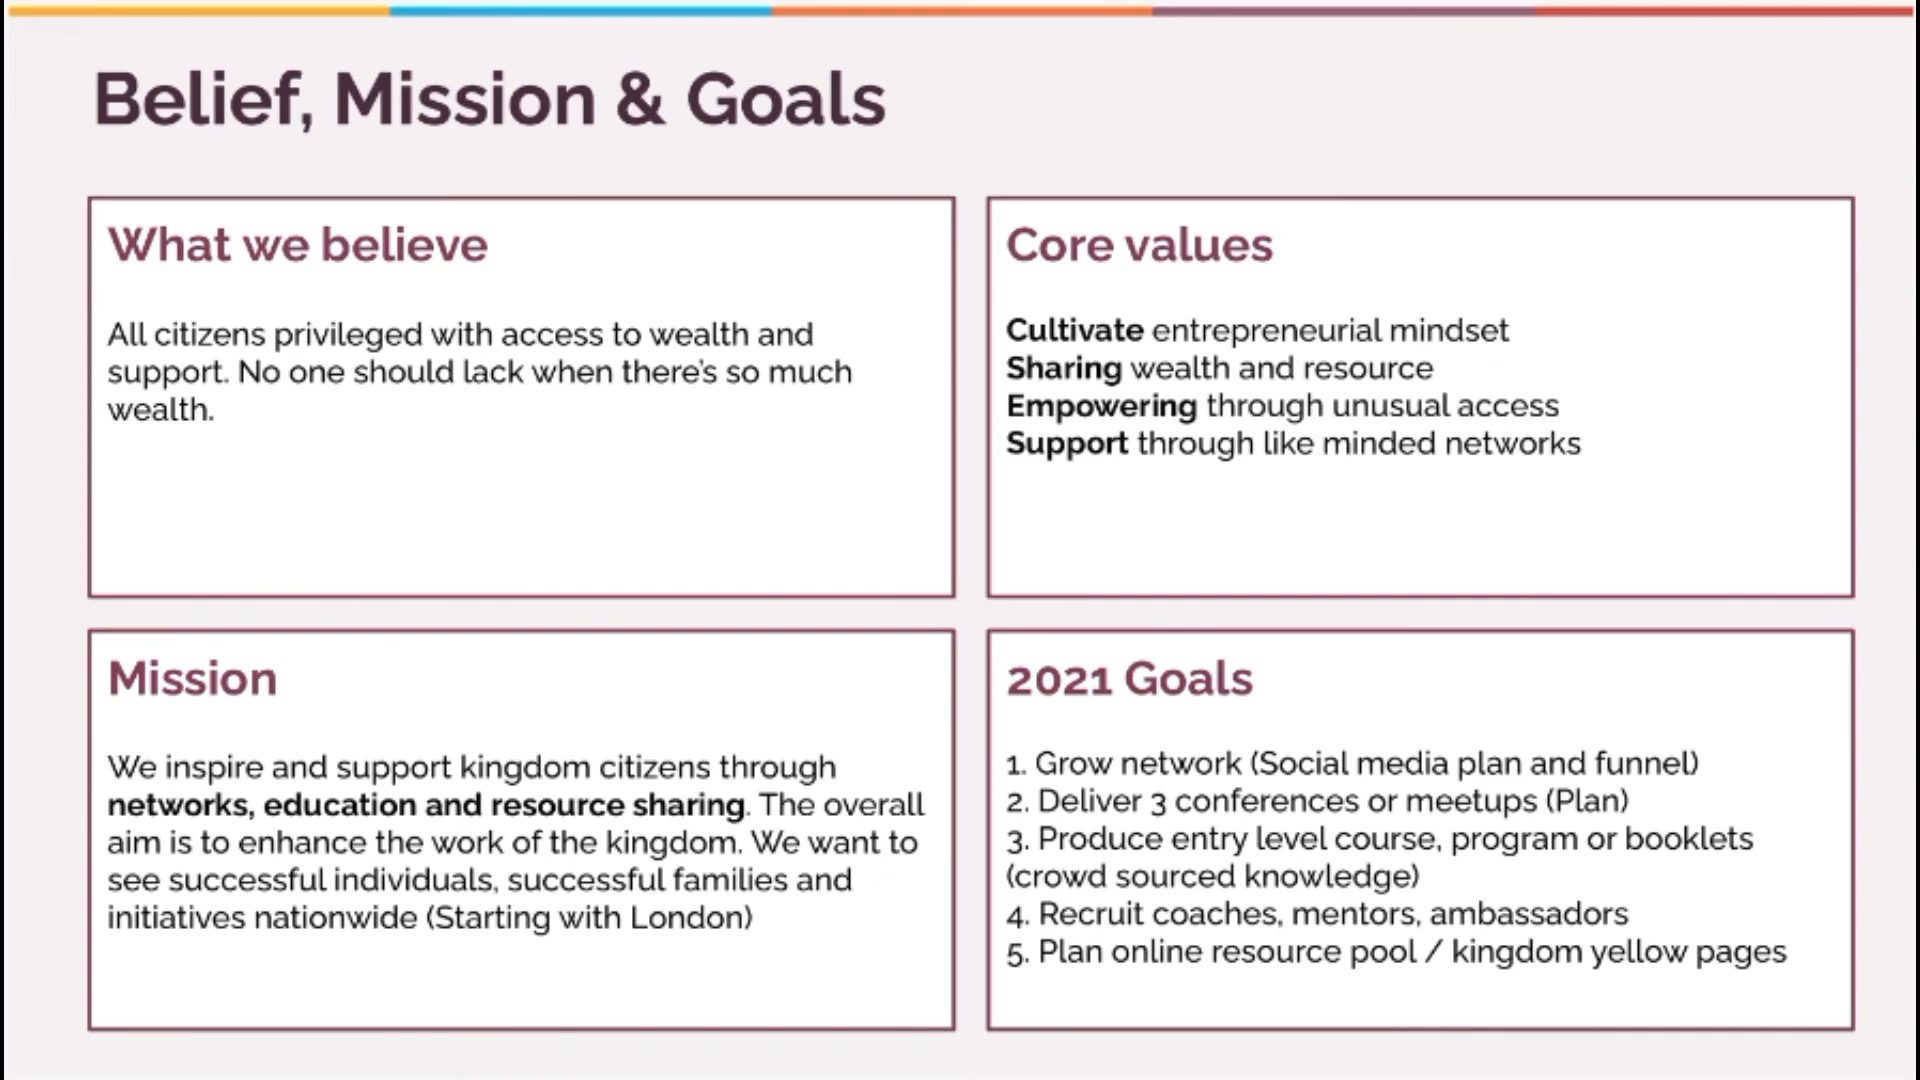 Belief, Mission & Goals
What we believe
All citizens privileged with access to wealth and
support. No one should lack when there's so much
wealth.
Core values
Cultivate entrepreneurial mindset
Sharing wealth and resource
Empowering through unusual access
Support through like minded networks
Mission
We inspire and support kingdom citizens through
networks, education and resource sharing. The overall
aim is to enhance the work of the kingdom. We want to
see successful individuals, successful families and
initiatives nationwide (Starting with London)
2021 Goals
1. Grow network (Social media plan and funnel)
2. Deliver 3 conferences or meetups (Plan)
3. Produce entry level course, program or booklets
(crowd sourced knowledge)
4. Recruit coaches, mentors, ambassadors
5. Plan online resource pool / kingdom yellow pages